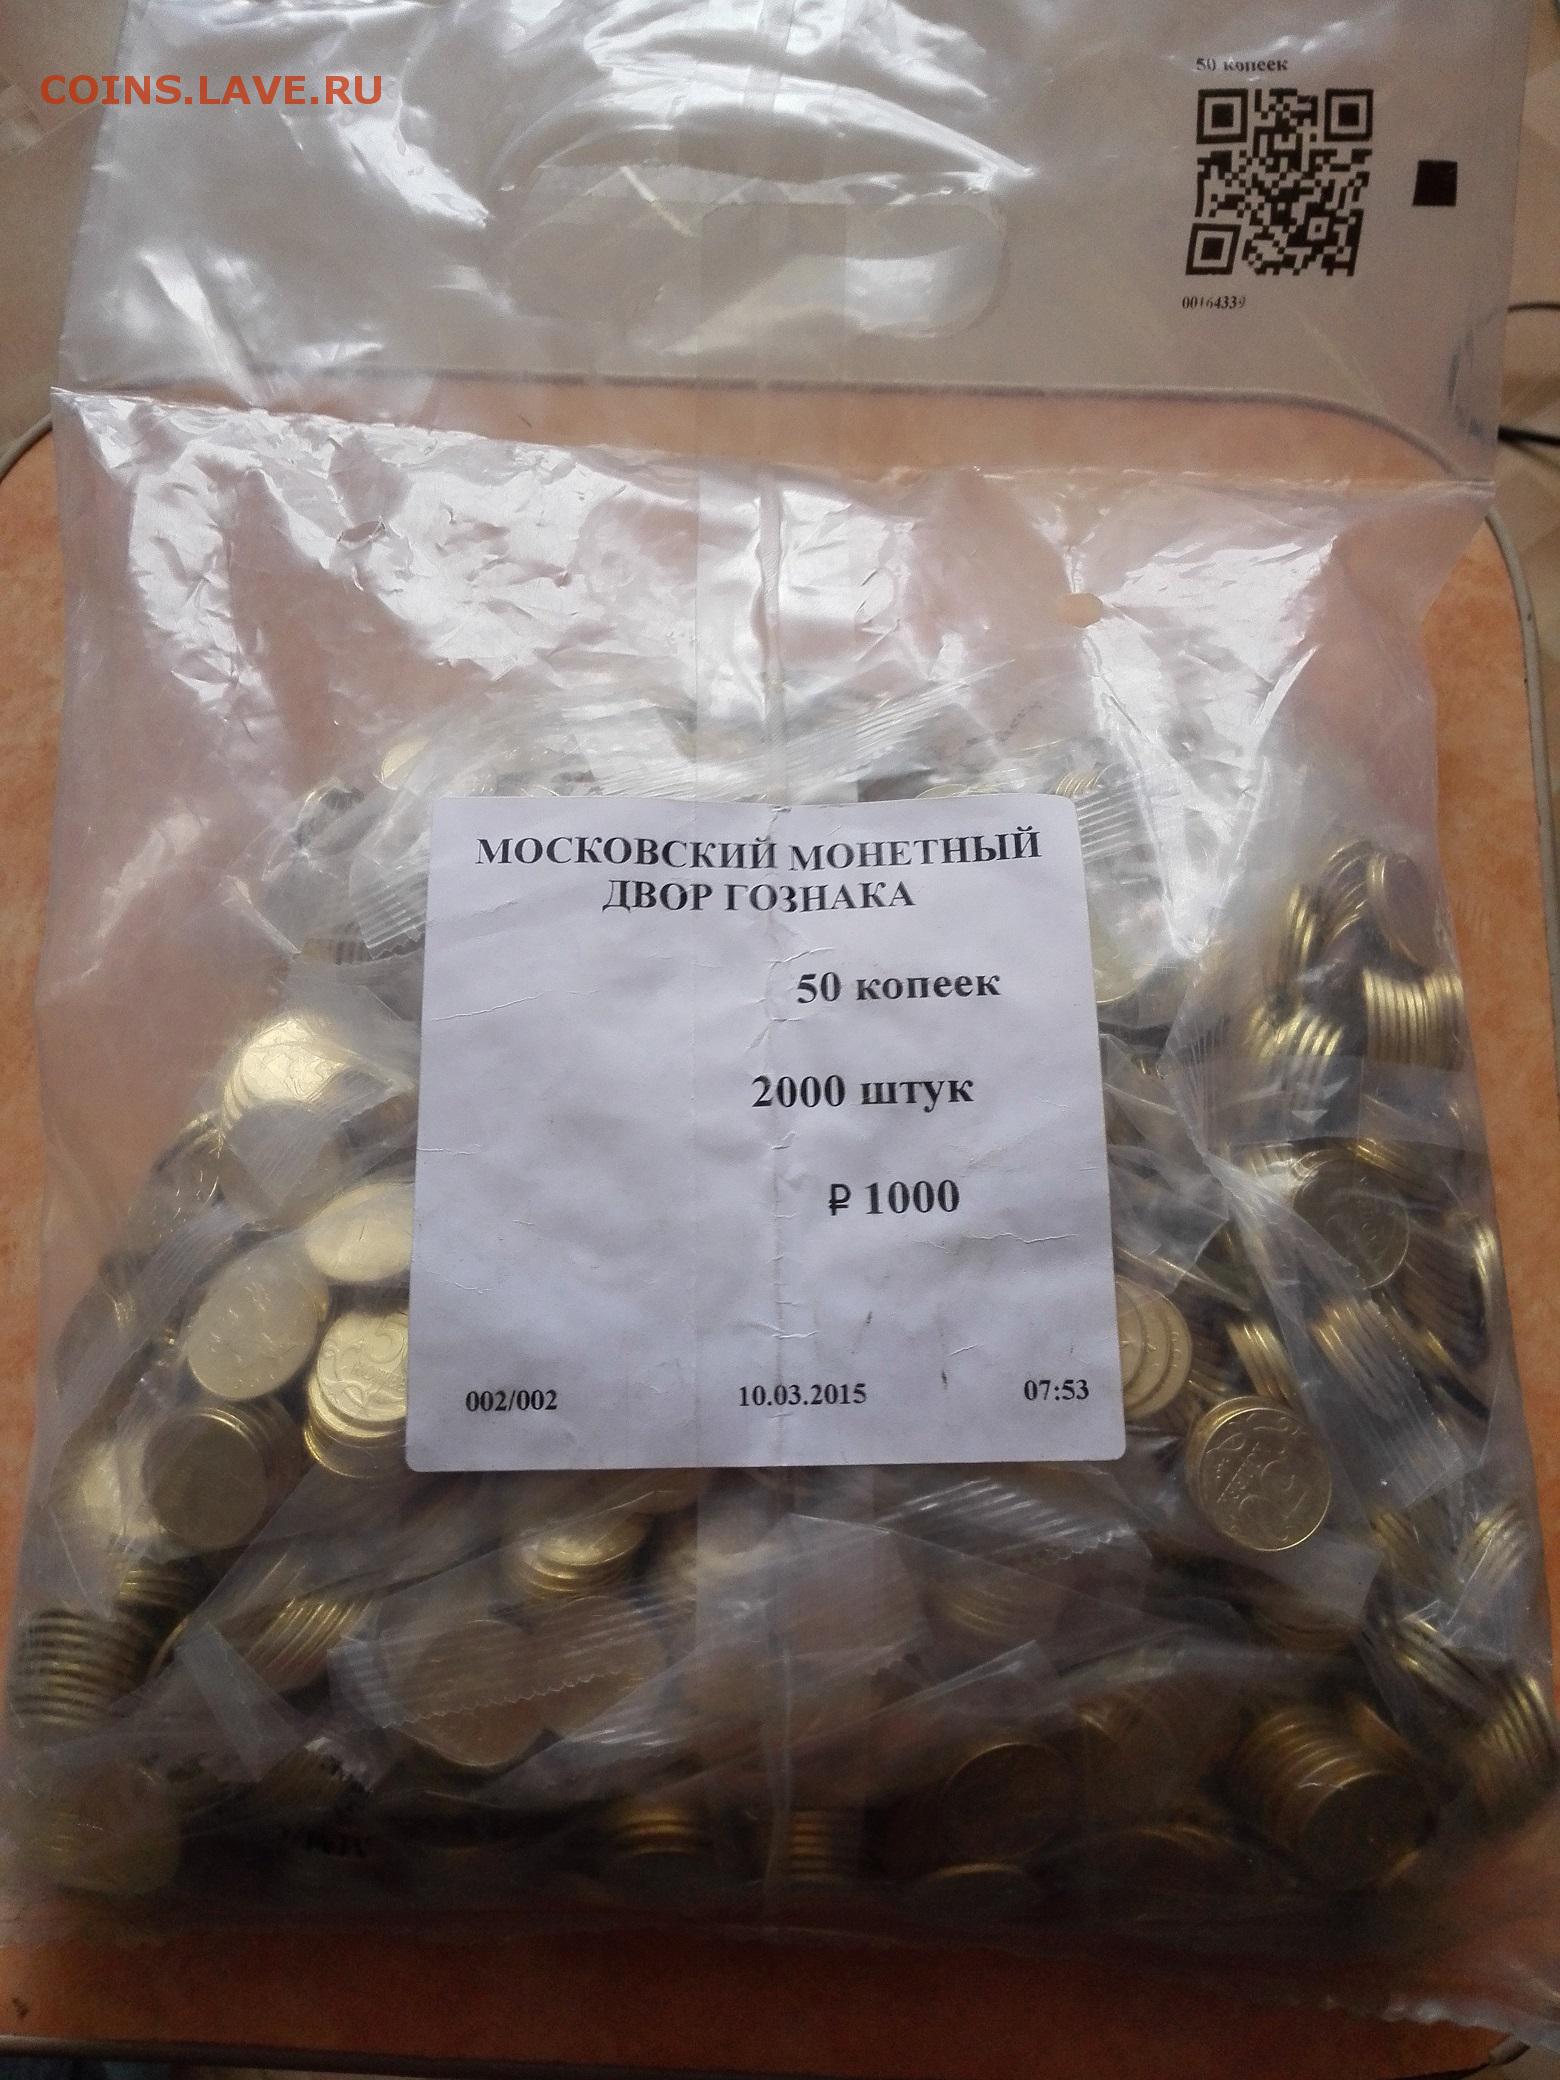 COINS.LAVE.RU
50 копеек
00164339
МОСКОВСКИЙ МОНЕТНЫЙ
ДВОР ГОЗНАКА
50 копеек
2000 штук
₽ 1000
002/002 10.03.2015 07:53